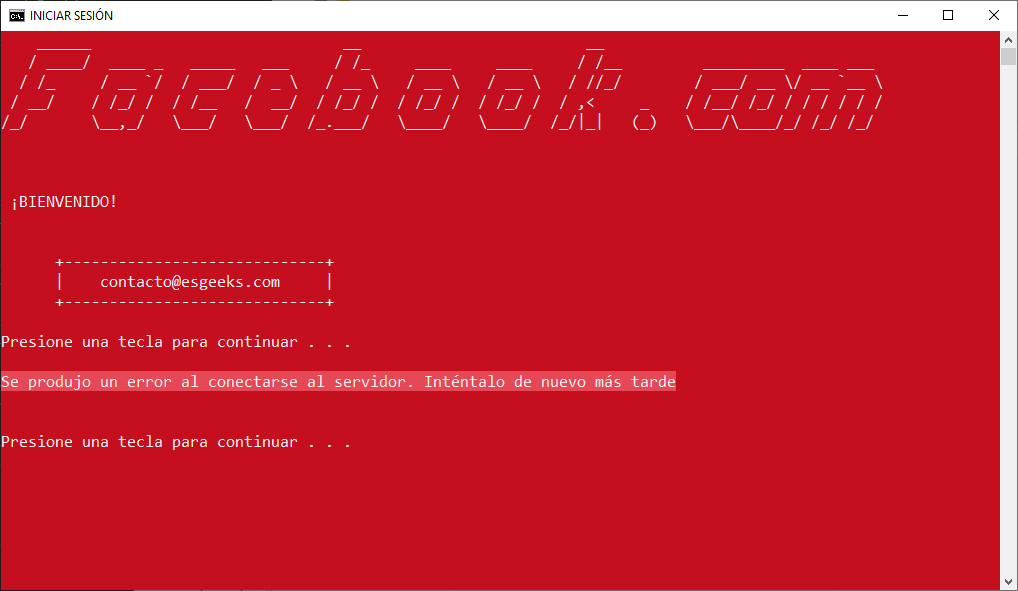 INICIAR SESIÓN
Facebook.com
¡BIENVENIDO!
contacto@esgeeks.com
Presione una tecla para continuar . . .
Se produjo un error al conectarse al servidor. Inténtalo de nuevo más tarde
Presione una tecla para continuar . . .